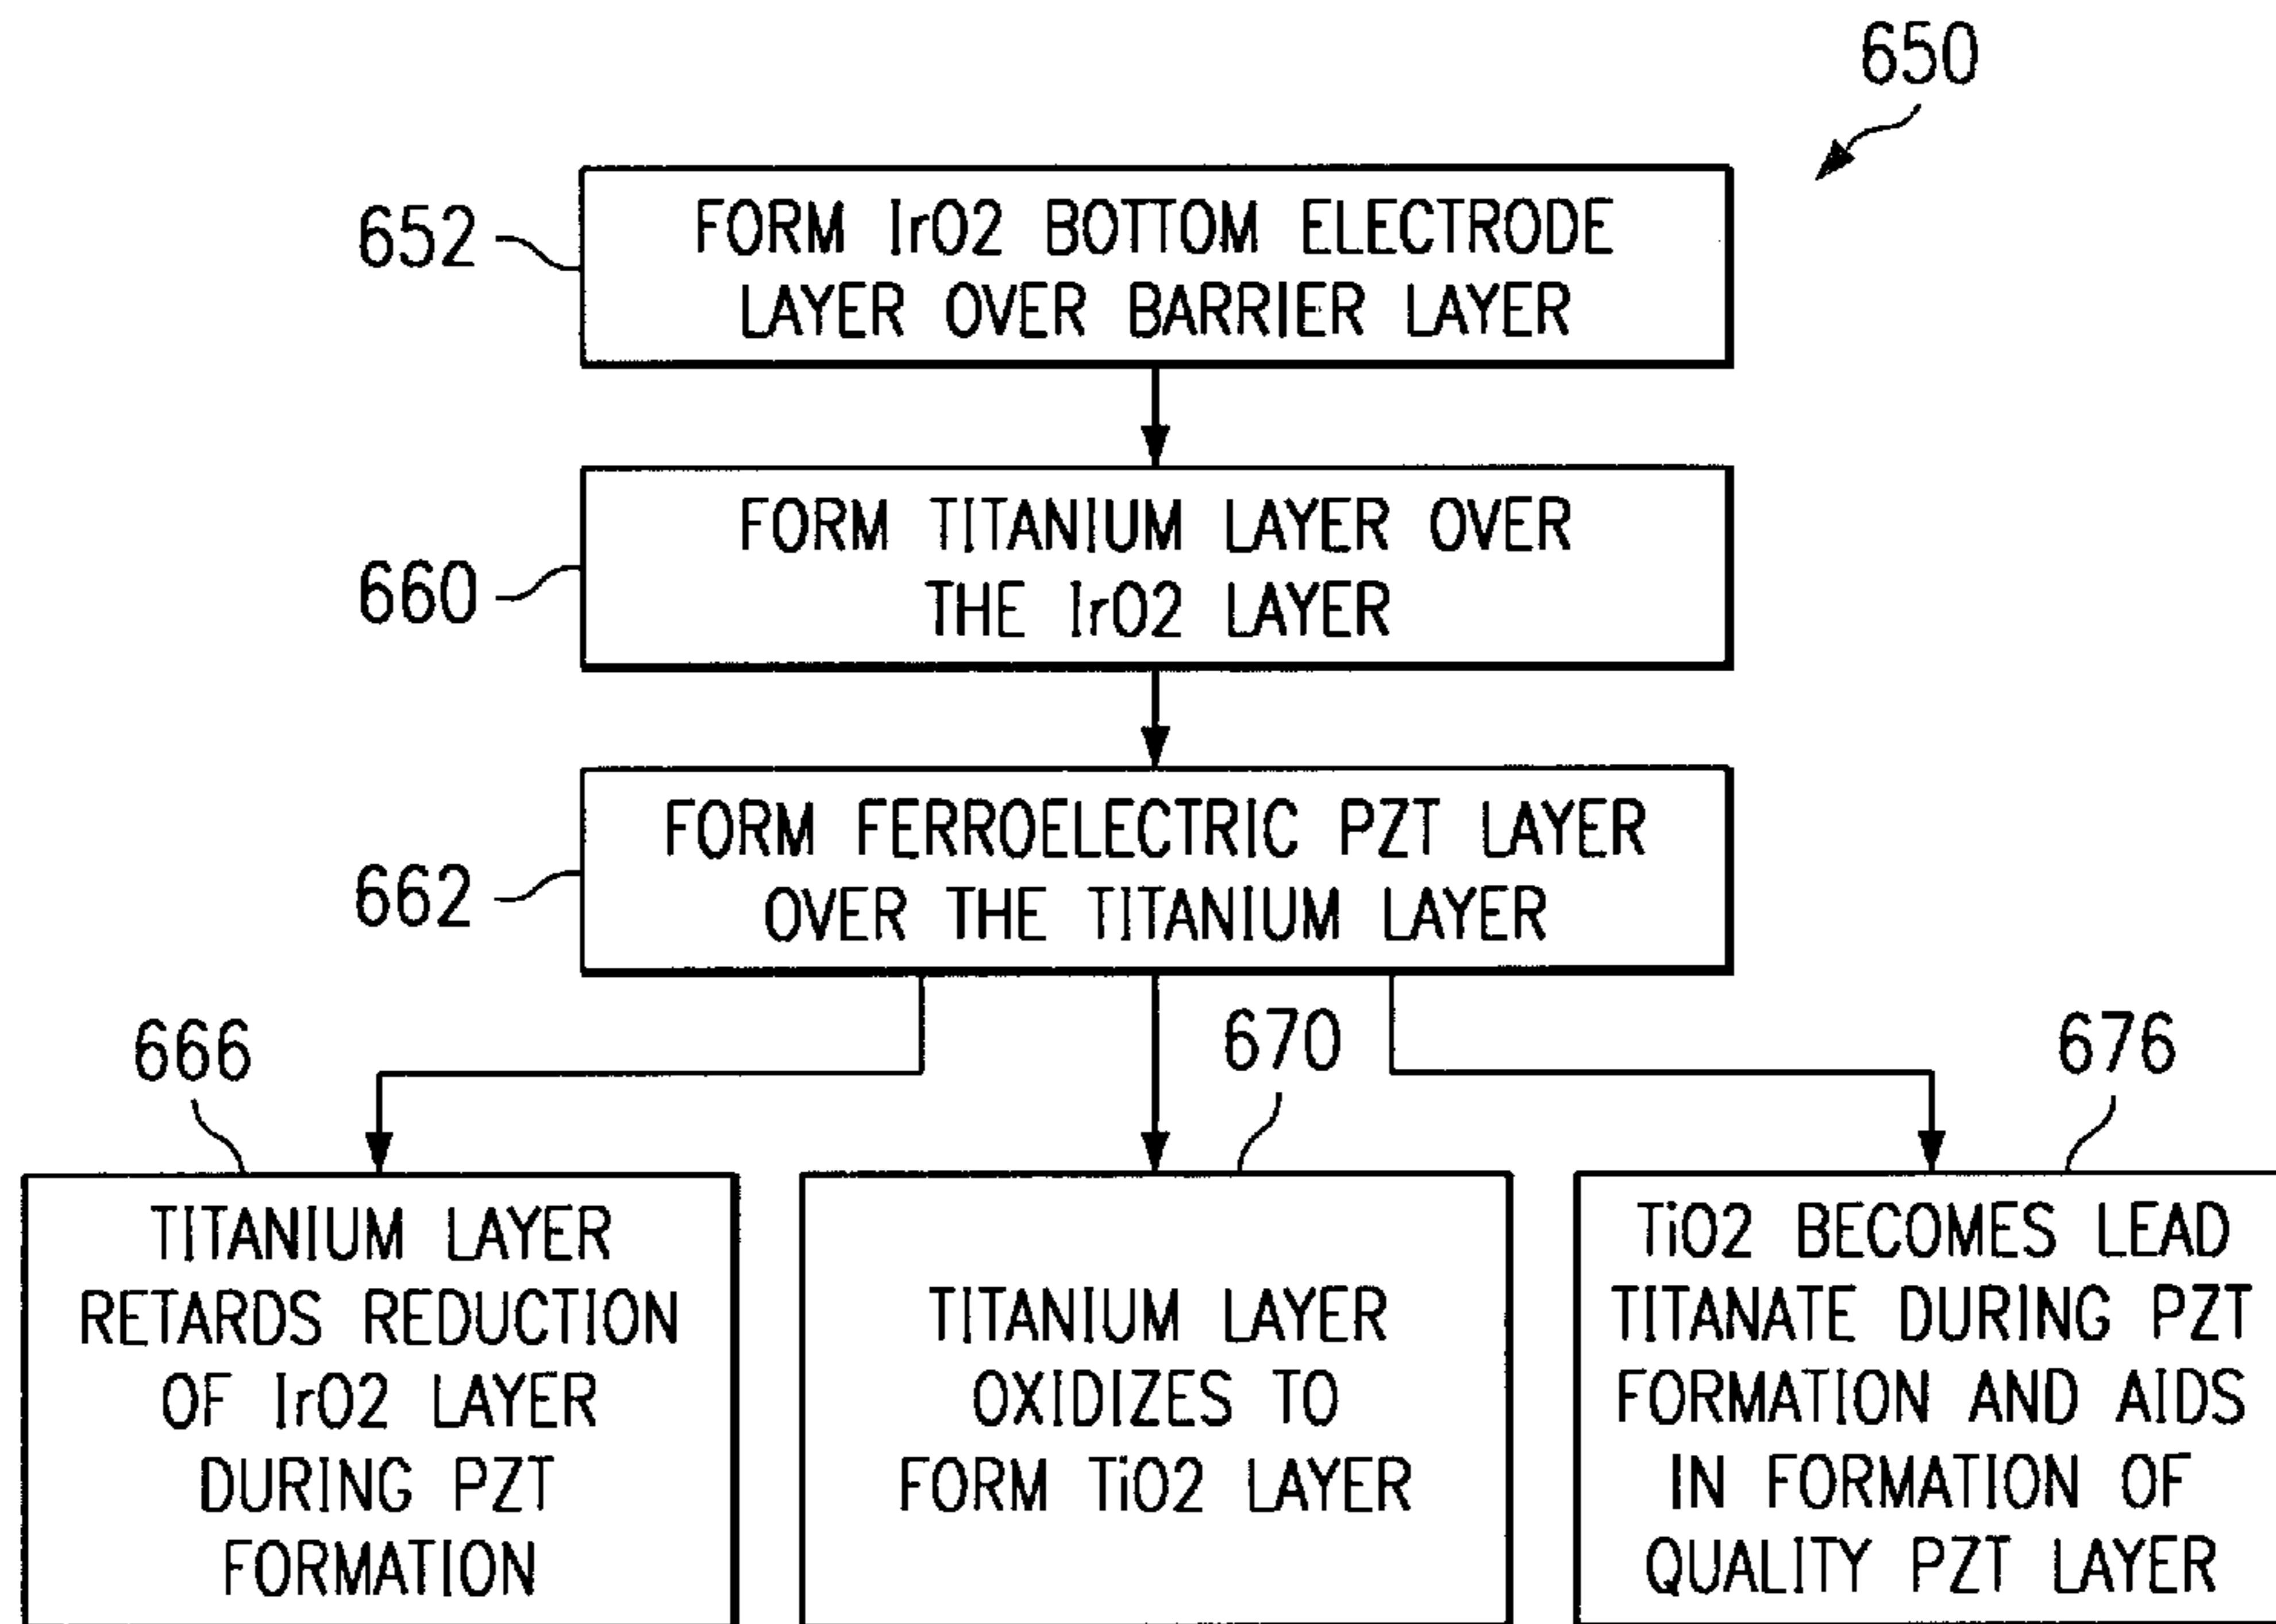 650
652
FORM IrO2 BOTTOM ELECTRODE
LAYER OVER BARRIER LAYER
660
FORM TITANIUM LAYER OVER
THE IrO2 LAYER
662
FORM FERROELECTRIC PZT LAYER
OVER THE TITANIUM LAYER
666
TITANIUM LAYER
RETARDS REDUCTION
OF IrO2 LAYER
DURING PZT
FORMATION
670
TITANIUM LAYER
OXIDIZES TO
FORM TiO2 LAYER
676
TiO2 BECOMES LEAD
TITANATE DURING PZT
FORMATION AND AIDS
IN FORMATION OF
QUALITY PZT LAYER